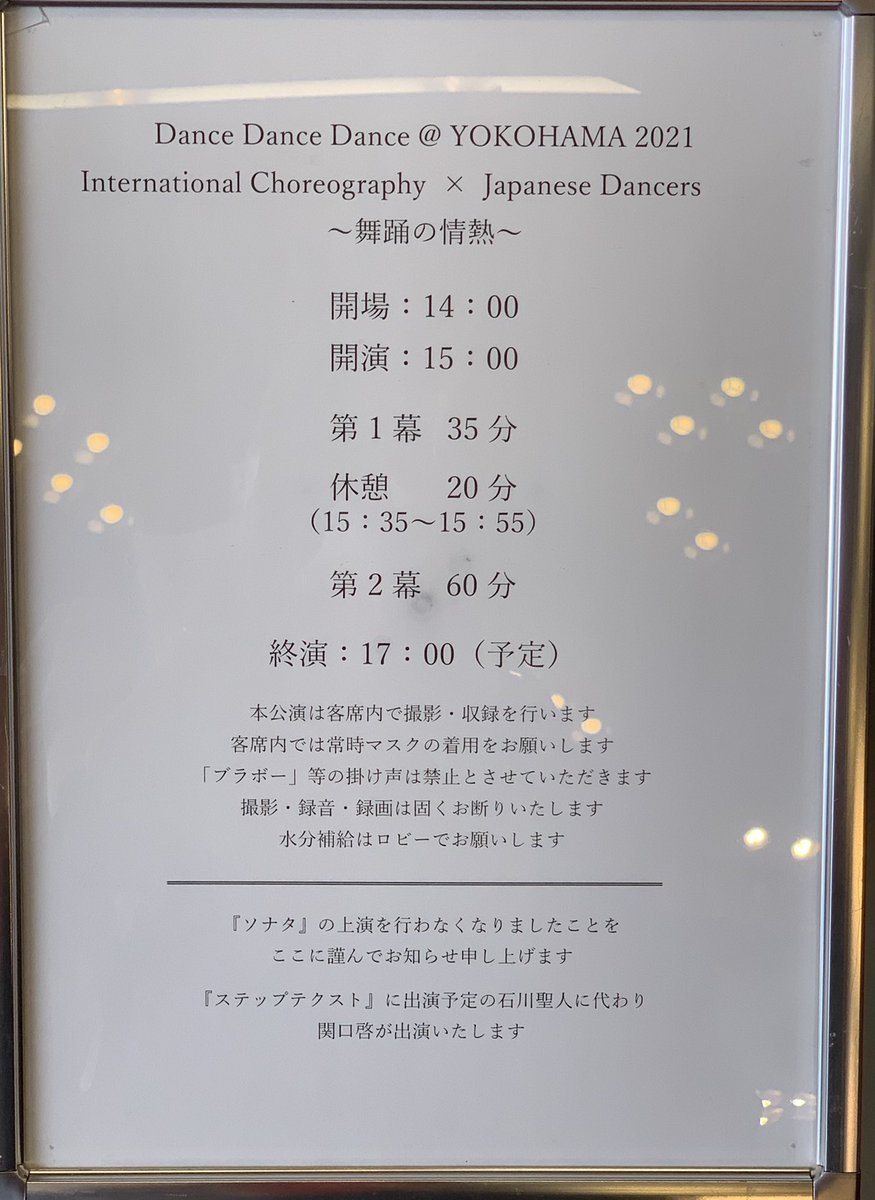 Dance Dance Dance @ YOKOHAMA 2021
International Choreography × Japanese Dancers
～舞踊の情熱～
開場：14：00
開演：15：00
第1幕 35分
休憩 20分
（15：35～15：55）
第2幕 60分
終演：17：00（予定）
本公演は客席内で撮影・収録を行います
客席内では常時マスクの着用をお願いします
「ブラボー」等の掛け声は禁止とさせていただきます
撮影・録音・録画は固くお断りいたします
水分補給はロビーでお願いします
『ソナタ』の上演を行わなくなりましたことを
ここに謹んでお知らせ申し上げます
『ステップテクスト』に出演予定の石川聖人に代わり
関口啓が出演いたします